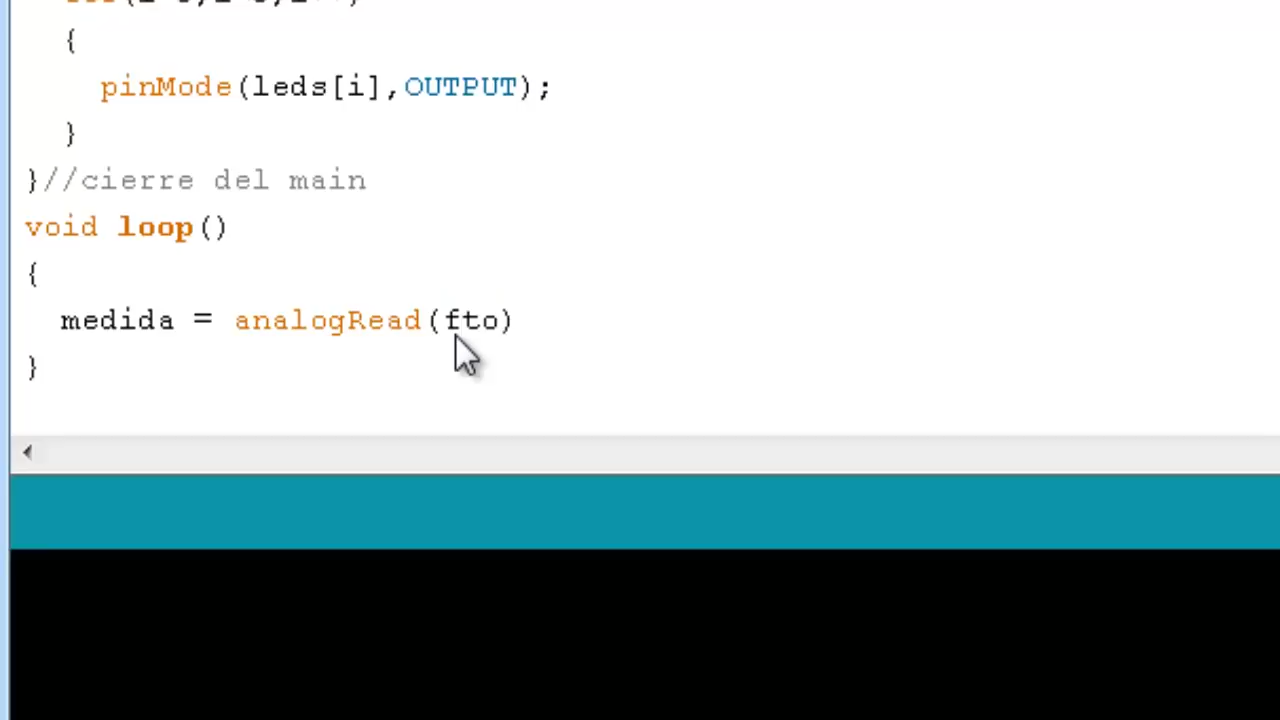 {
pinMode(leds[i],OUTPUT);
}
}//cierre del main
void loop()
{
medida = analogRead(fto)
}